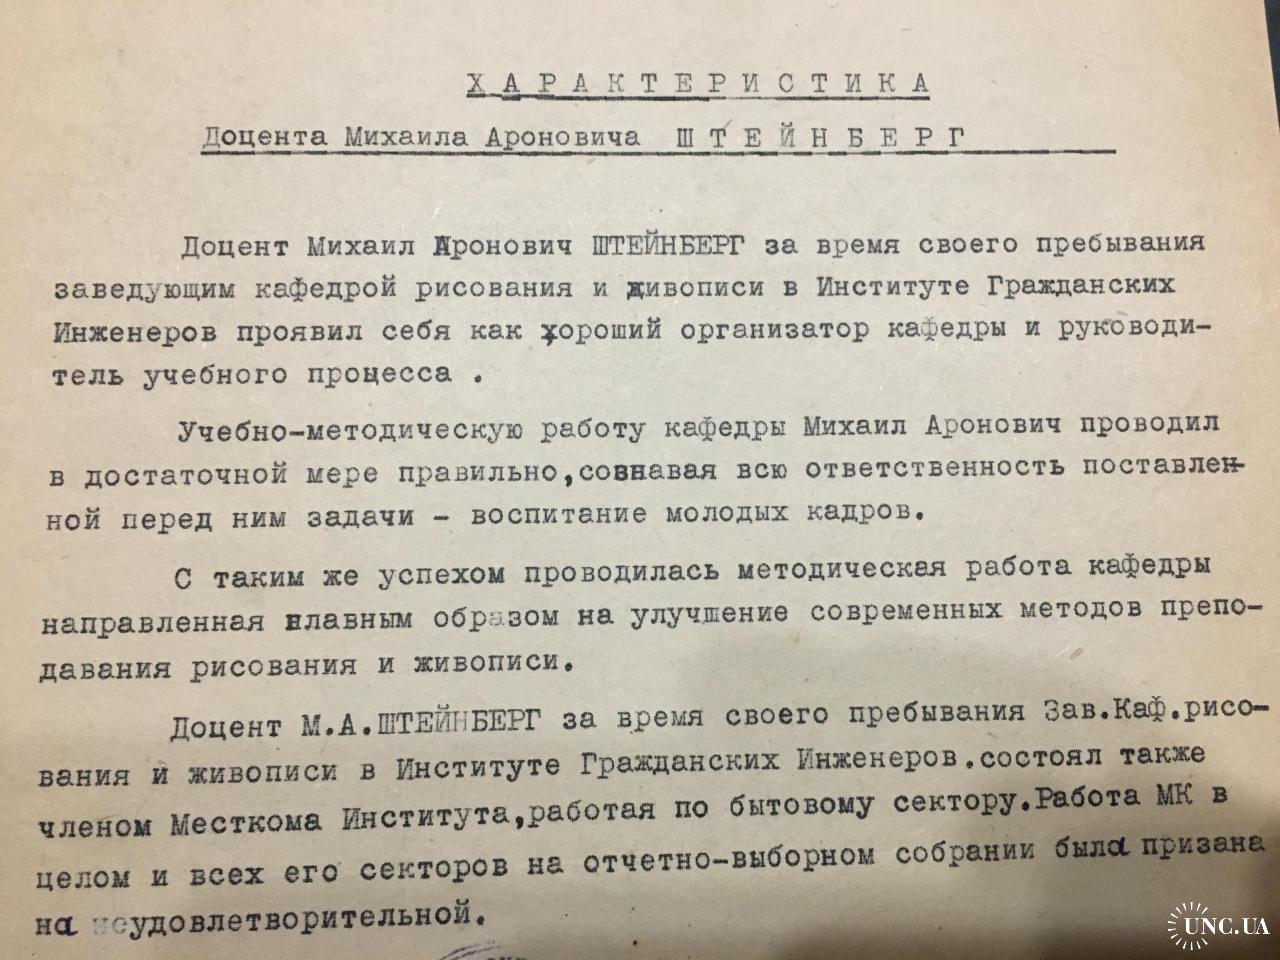 ХАРАКТЕРИСТИКА
Доцента Михаила Ароновича ШТЕЙНБЕРГ
Доцент Михаил Аронович ШТЕЙНБЕРГ за время своего пребывания
заведующим кафедрой рисования и живописи в Институте Гражданских
Инженеров проявил себя как хороший организатор кафедры и руководи-
тель учебного процесса .
Учебно-методическую работу кафедры Михаил Аронович проводил
в достаточной мере правильно,сознавая всю ответственность поставлен-
ной перед ним задачи - воспитание молодых кадров.
С таким же успехом проводилась методическая работа кафедры
направленная главным образом на улучшение современных методов препо-
давания рисования и живописи.
Доцент М.А.ШТЕЙНБЕРГ за время своего пребывания Зав.Каф.рисо-
вания и живописи в Институте Гражданских Инженеров.состоял также
членом Месткома Института,работая по бытовому сектору.Работа МК в
целом и всех его секторов на отчетно-выборном собрании была призана
на неудовлетворительной.
UNC.UA